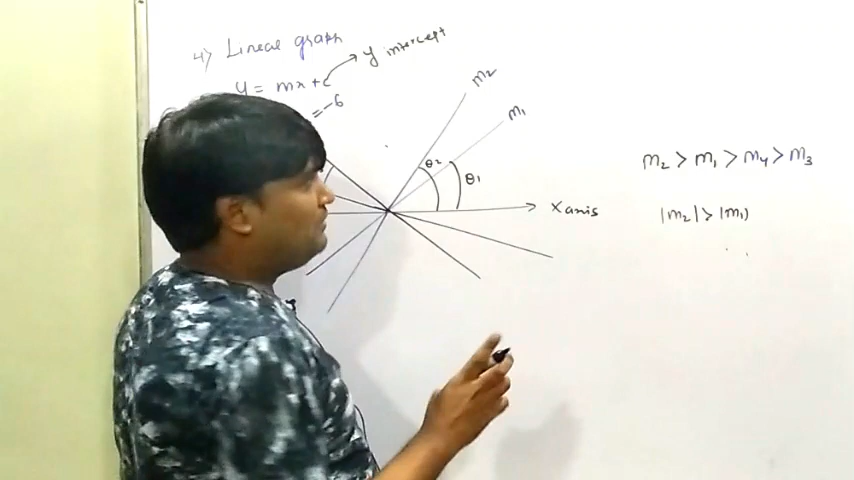 4) Linear graph
y intercept
y = mx + c
= -6
m2
m1
θ2
θ1
x axis
m2 > m1 > m4 > m3
|m2| > |m1|